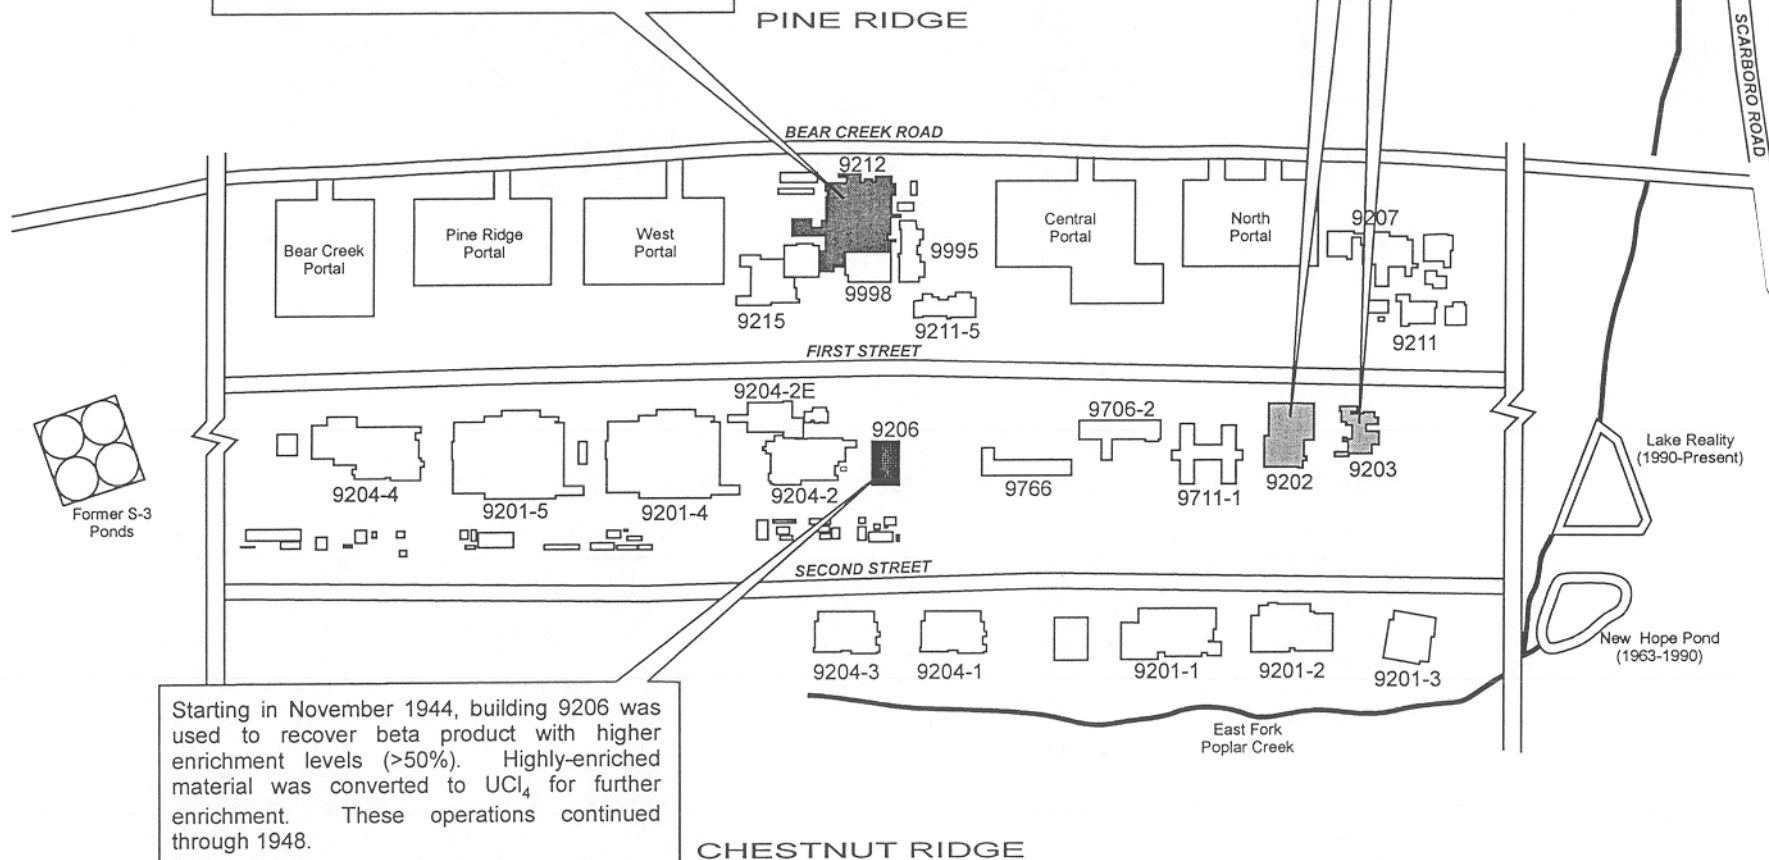 PINE RIDGE
SCARBORO ROAD
BEAR CREEK ROAD
9212
Bear Creek
Portal
Pine Ridge
Portal
West
Portal
9995
9998
9215
9211-5
Central
Portal
North
Portal
9207
9211
FIRST STREET
9204-2E
9206
9706-2
9204-4
9201-5
9201-4
9204-2
9766
9711-1
9202
9203
Former S-3
Ponds
Lake Reality
(1990-Present)
SECOND STREET
9204-3
9204-1
9201-1
9201-2
9201-3
New Hope Pond
(1963-1990)
East Fork
Poplar Creek
Starting in November 1944, building 9206 was
used to recover beta product with higher
enrichment levels (>50%). Highly-enriched
material was converted to UCl₄ for further
enrichment. These operations continued
through 1948.
CHESTNUT RIDGE